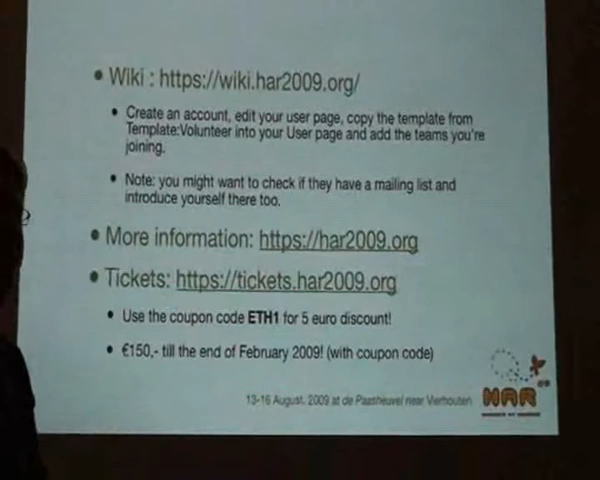 • Wiki : https://wiki.har2009.org/
• Create an account, edit your user page, copy the template from
Template:Volunteer into your User page and add the teams you're
joining.
• Note: you might want to check if they have a mailing list and
introduce yourself there too.
• More information: https://har2009.org
• Tickets: https://tickets.har2009.org
• Use the coupon code ETH1 for 5 euro discount!
• €150,- till the end of February 2009! (with coupon code)
13-16 August, 2009 at de Paasheuvel near Vierhouten
HAR